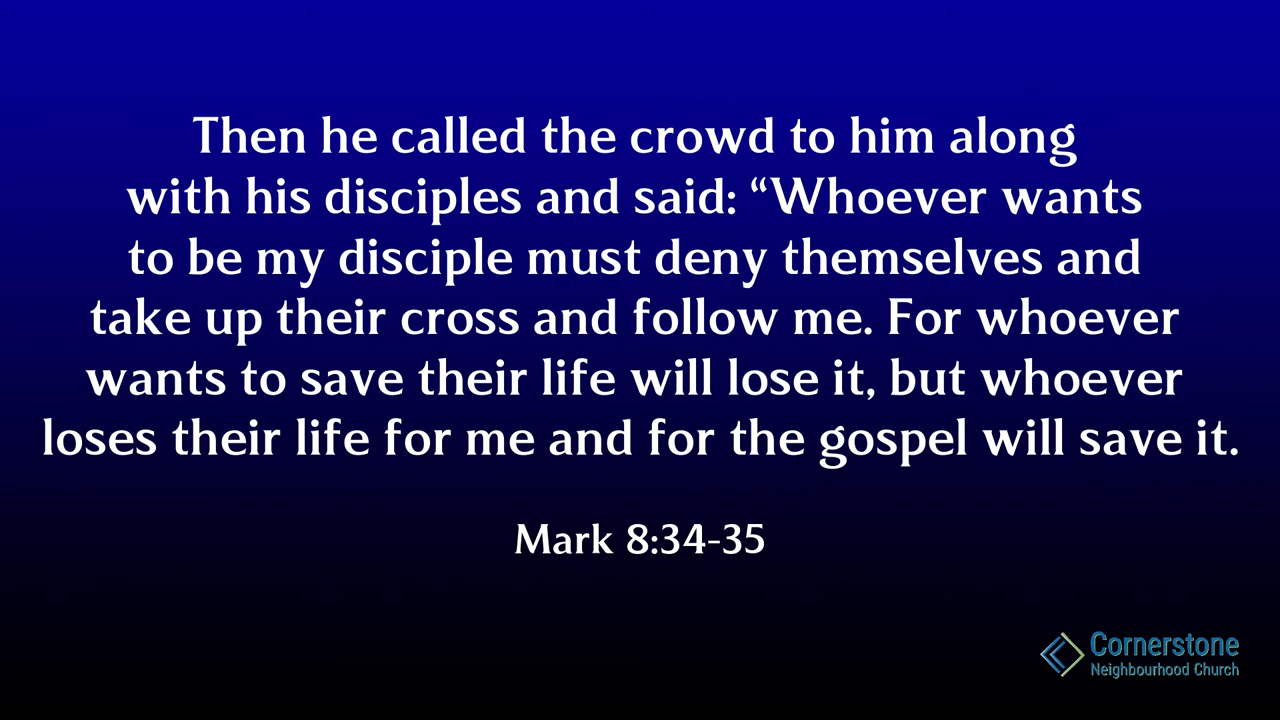 Then he called the crowd to him along
with his disciples and said: “Whoever wants
to be my disciple must deny themselves and
take up their cross and follow me. For whoever
wants to save their life will lose it, but whoever
loses their life for me and for the gospel will save it.
Mark 8:34-35
Cornerstone
Neighbourhood Church